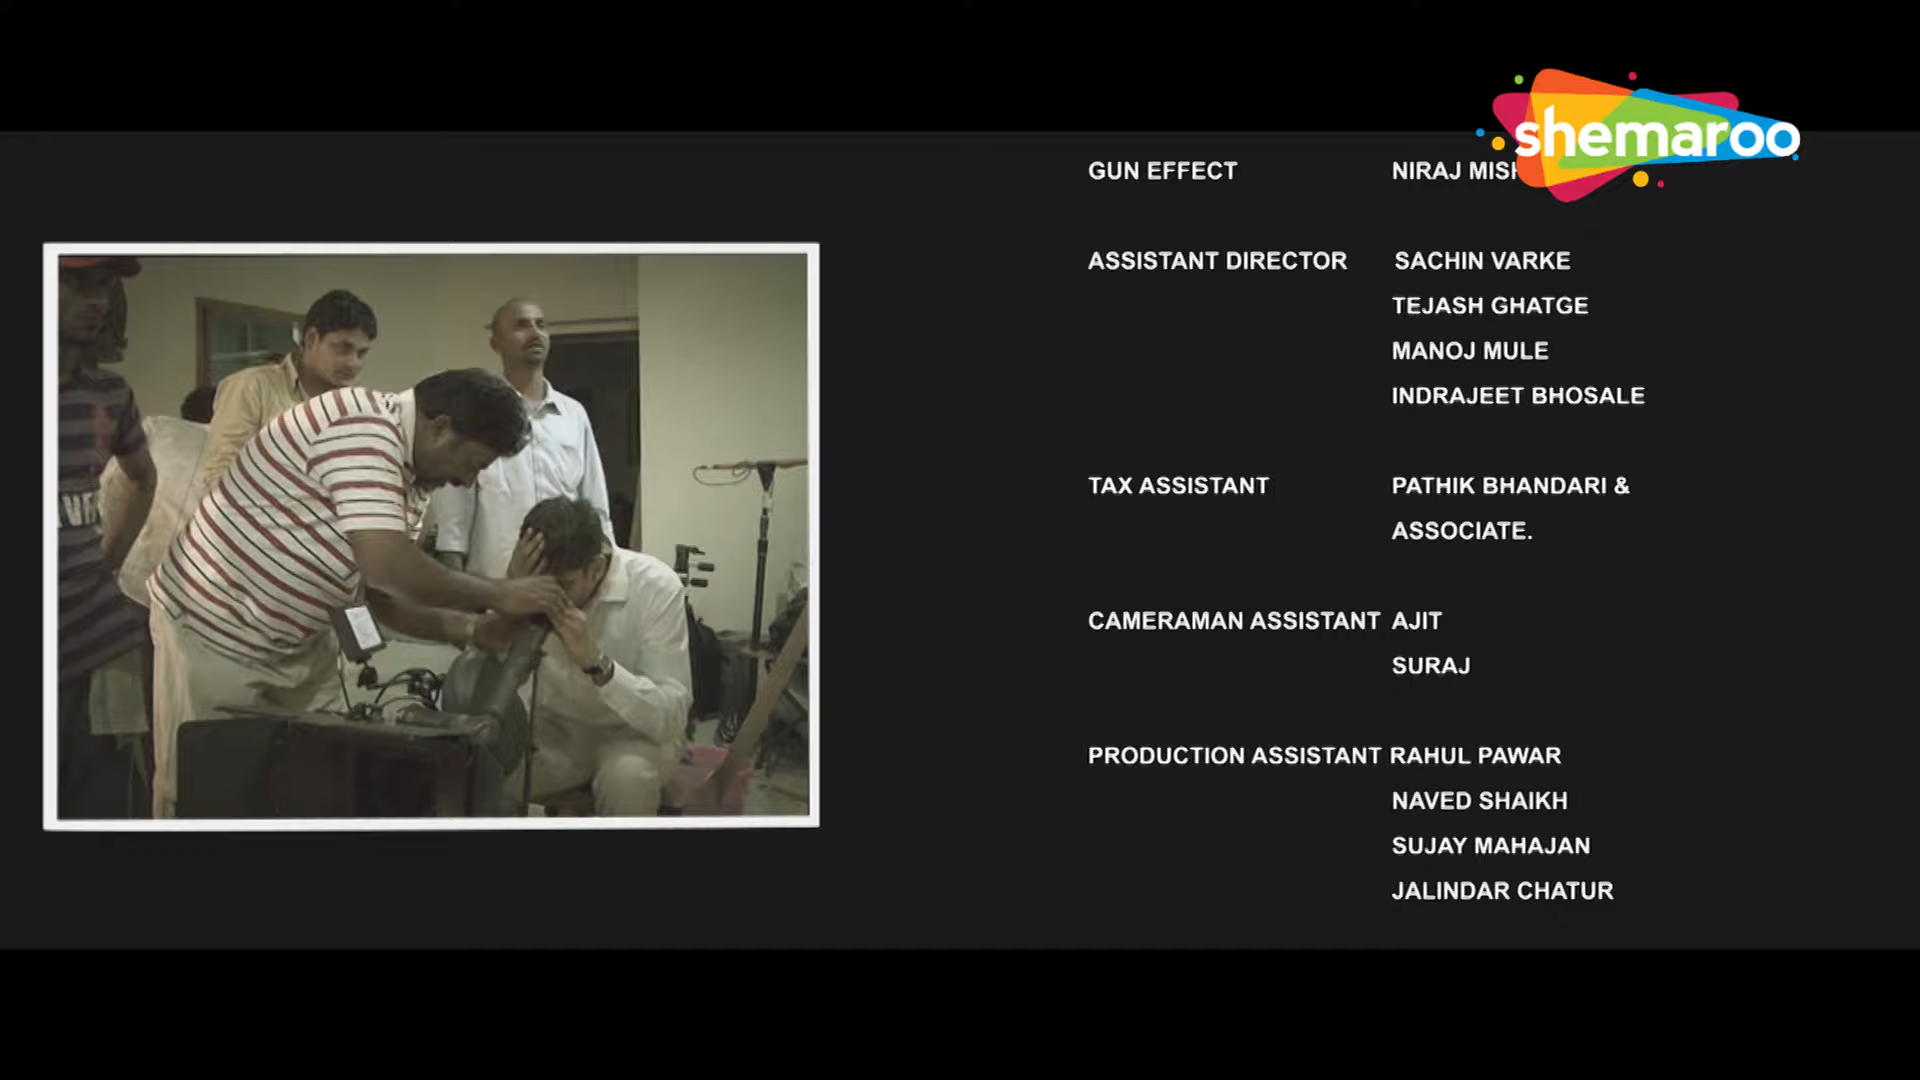 shemaroo
GUN EFFECT NIRAJ
ASSISTANT DIRECTOR SACHIN VARKE
TEJASH GHATGE
MANOJ MULE
INDRAJEET BHOSALE
TAX ASSISTANT PATHIK BHANDARI &
ASSOCIATE.
CAMERAMAN ASSISTANT AJIT
SURAJ
PRODUCTION ASSISTANT RAHUL PAWAR
NAVED SHAIKH
SUJAY MAHAJAN
JALINDAR CHATUR